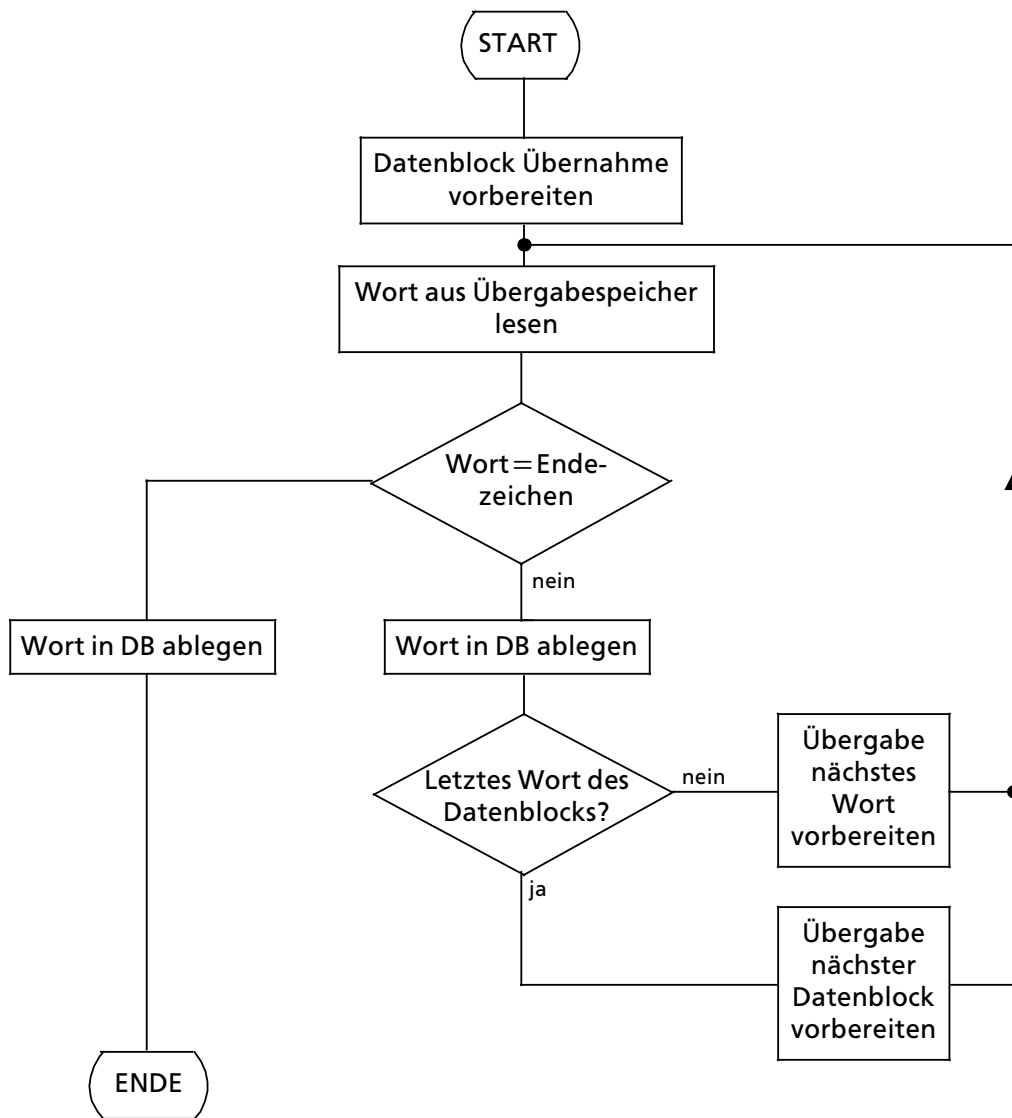 START
Datenblock Übernahme
vorbereiten
Wort aus Übergabespeicher
lesen
Wort=Ende-
zeichen
nein
Wort in DB ablegen
Wort in DB ablegen
Letztes Wort des
Datenblocks?
nein
Übergabe
nächstes
Wort
vorbereiten
ja
Übergabe
nächster
Datenblock
vorbereiten
ENDE